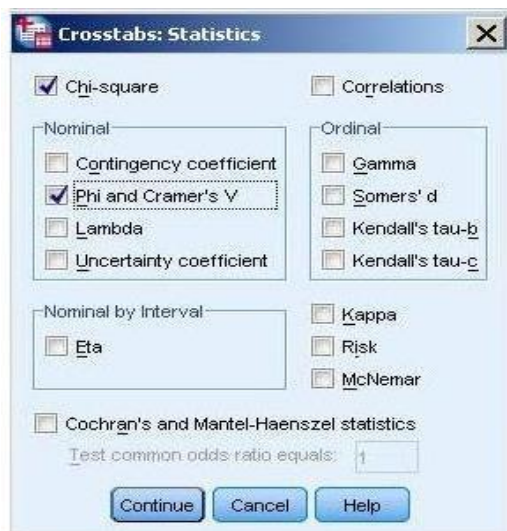 Crosstabs: Statistics
Chi-square
Correlations
Nominal
Contingency coefficient
Phi and Cramer's V
Lambda
Uncertainty coefficient
Ordinal
Gamma
Somers' d
Kendall's tau-b
Kendall's tau-c
Nominal by Interval
Eta
Kappa
Risk
McNemar
Cochran's and Mantel-Haenszel statistics
Test common odds ratio equals: 1
Continue Cancel Help